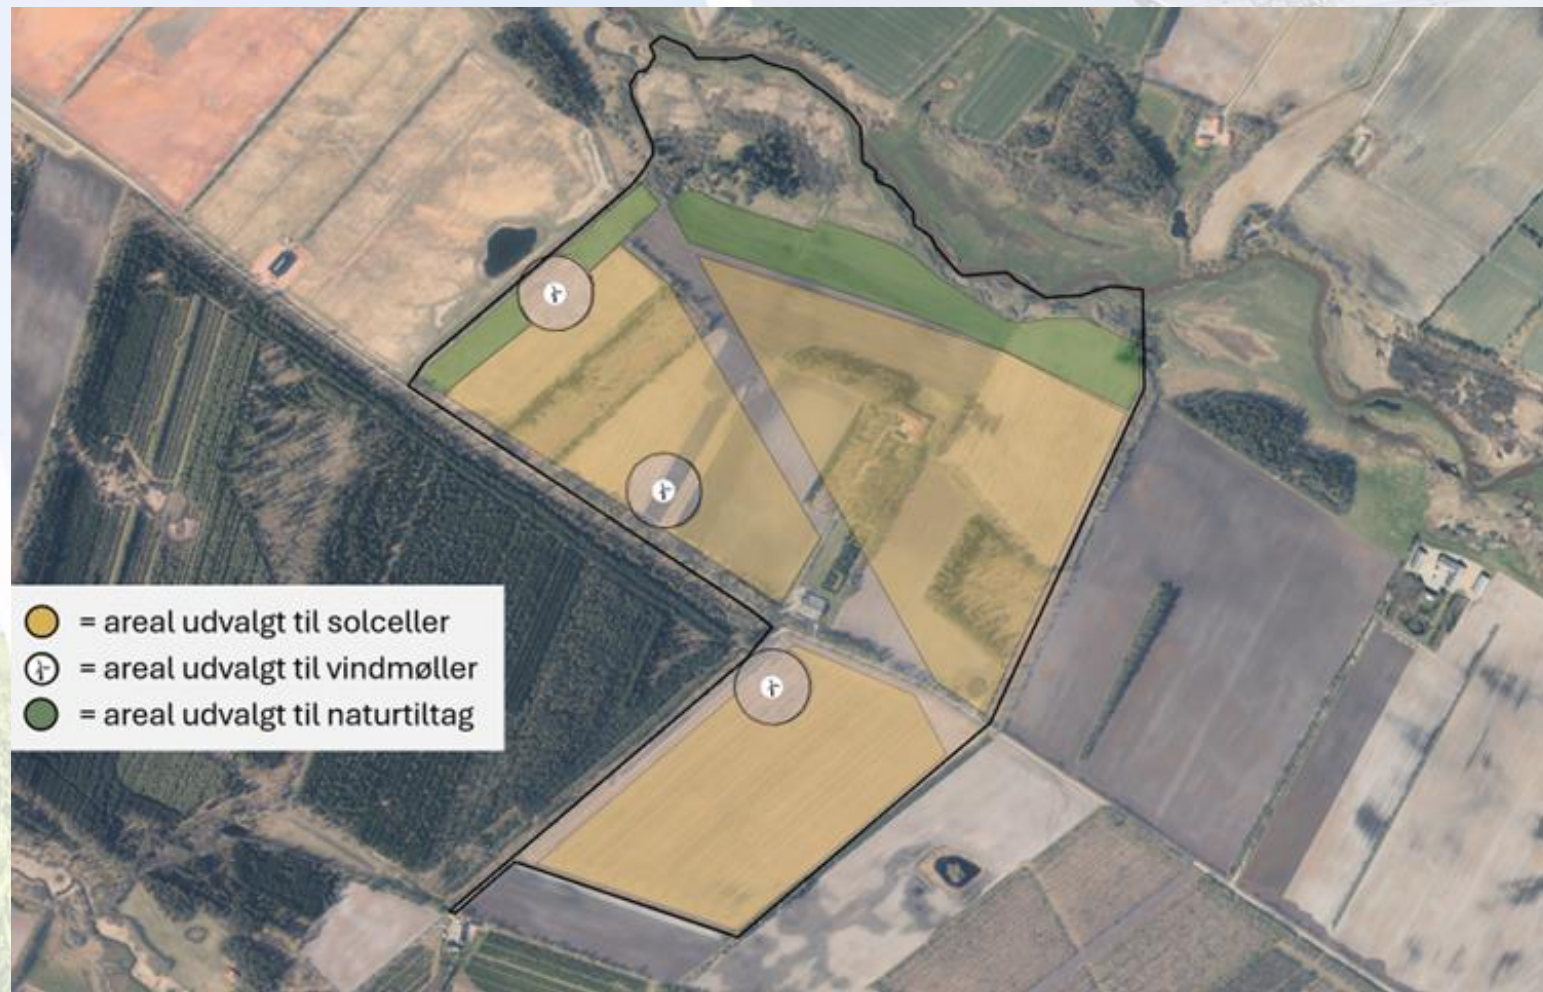 = areal udvalgt til solceller
= areal udvalgt til vindmøller
= areal udvalgt til naturtiltag